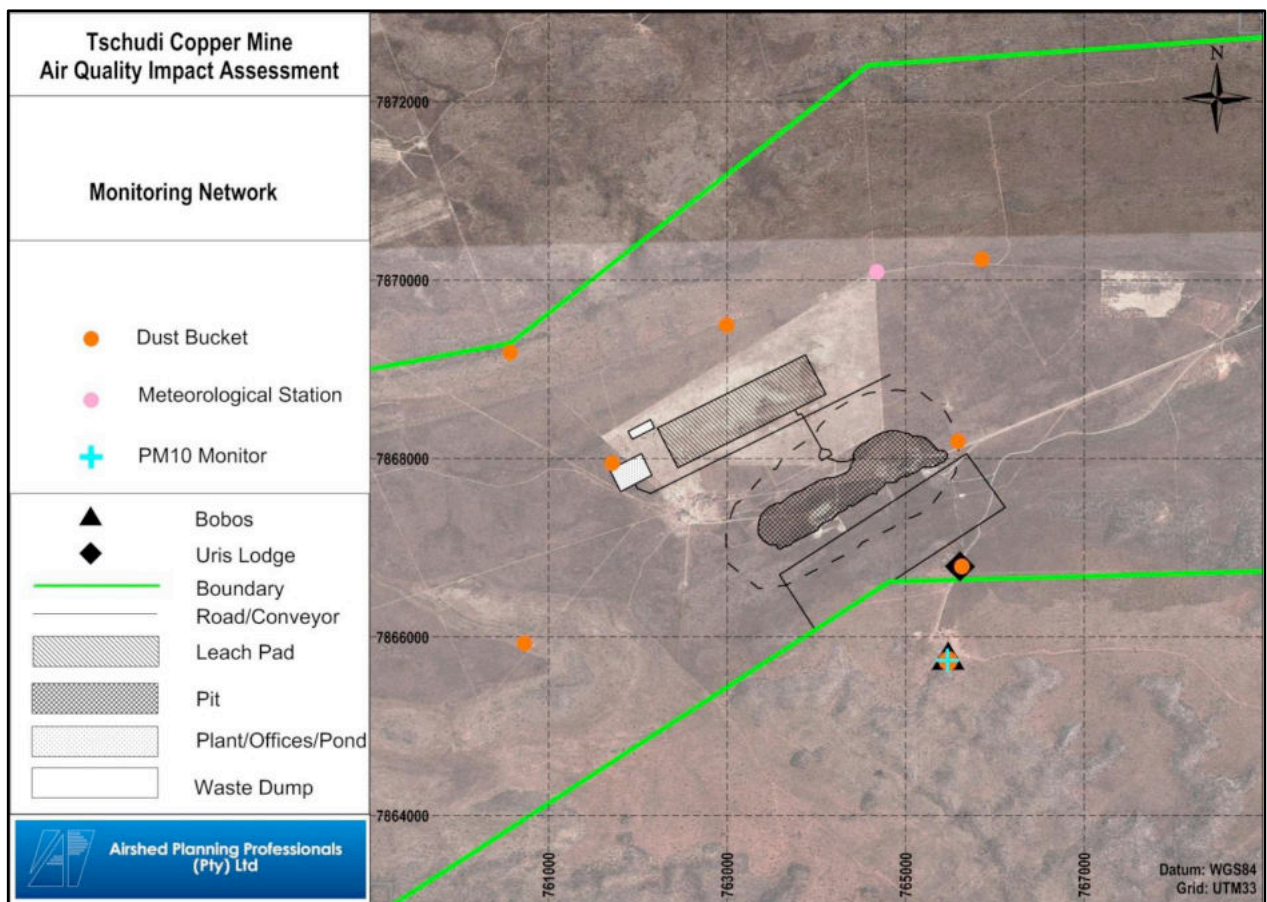 Tschudi Copper Mine
Air Quality Impact Assessment
Monitoring Network
Dust Bucket
Meteorological Station
PM10 Monitor
Bobos
Uris Lodge
Boundary
Road/Conveyor
Leach Pad
Pit
Plant/Offices/Pond
Waste Dump
Airshed Planning Professionals
(Pty) Ltd
N
7872000
7870000
7868000
7866000
7864000
761000
763000
765000
767000
Datum: WGS84
Grid: UTM33